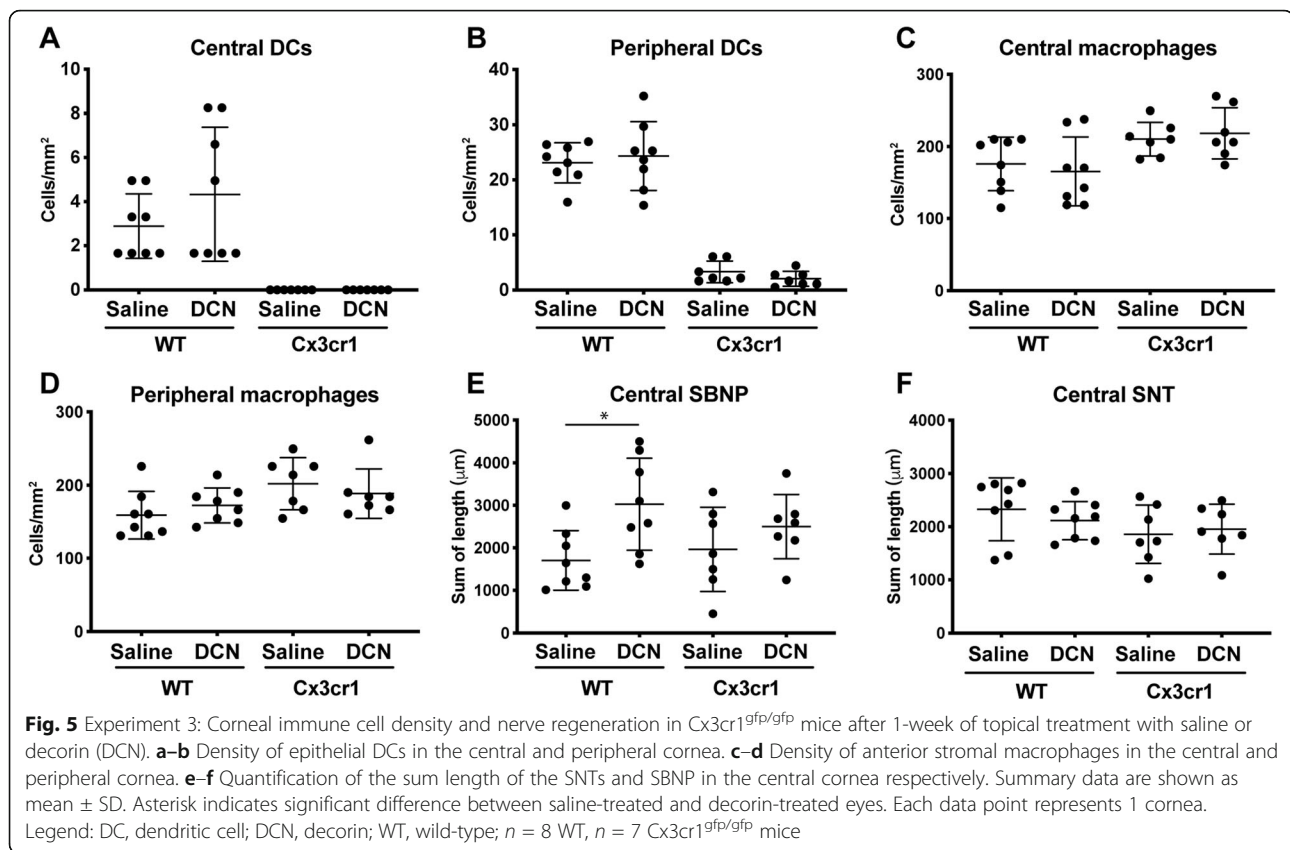 A
Central DCs
Cells/mm²
10
8
6
4
2
0
Saline DCN Saline DCN
WT Cx3cr1
B
Peripheral DCs
Cells/mm²
40
30
20
10
0
Saline DCN Saline DCN
WT Cx3cr1
C
Central macrophages
Cells/mm²
300
200
100
0
Saline DCN Saline DCN
WT Cx3cr1
D
Peripheral macrophages
Cells/mm²
300
200
100
0
Saline DCN Saline DCN
WT Cx3cr1
E
Central SBNP
Sum of length (μm)
5000
4000
3000
2000
1000
0
*
Saline DCN Saline DCN
WT Cx3cr1
F
Central SNT
Sum of length (μm)
4000
3000
2000
1000
0
Saline DCN Saline DCN
WT Cx3cr1
Fig. 5 Experiment 3: Corneal immune cell density and nerve regeneration in Cx3cr1gfp/gfp mice after 1-week of topical treatment with saline or
decorin (DCN). a–b Density of epithelial DCs in the central and peripheral cornea. c–d Density of anterior stromal macrophages in the central and
peripheral cornea. e–f Quantification of the sum length of the SNTs and SBNP in the central cornea respectively. Summary data are shown as
mean ± SD. Asterisk indicates significant difference between saline-treated and decorin-treated eyes. Each data point represents 1 cornea.
Legend: DC, dendritic cell; DCN, decorin; WT, wild-type; n = 8 WT, n = 7 Cx3cr1gfp/gfp mice